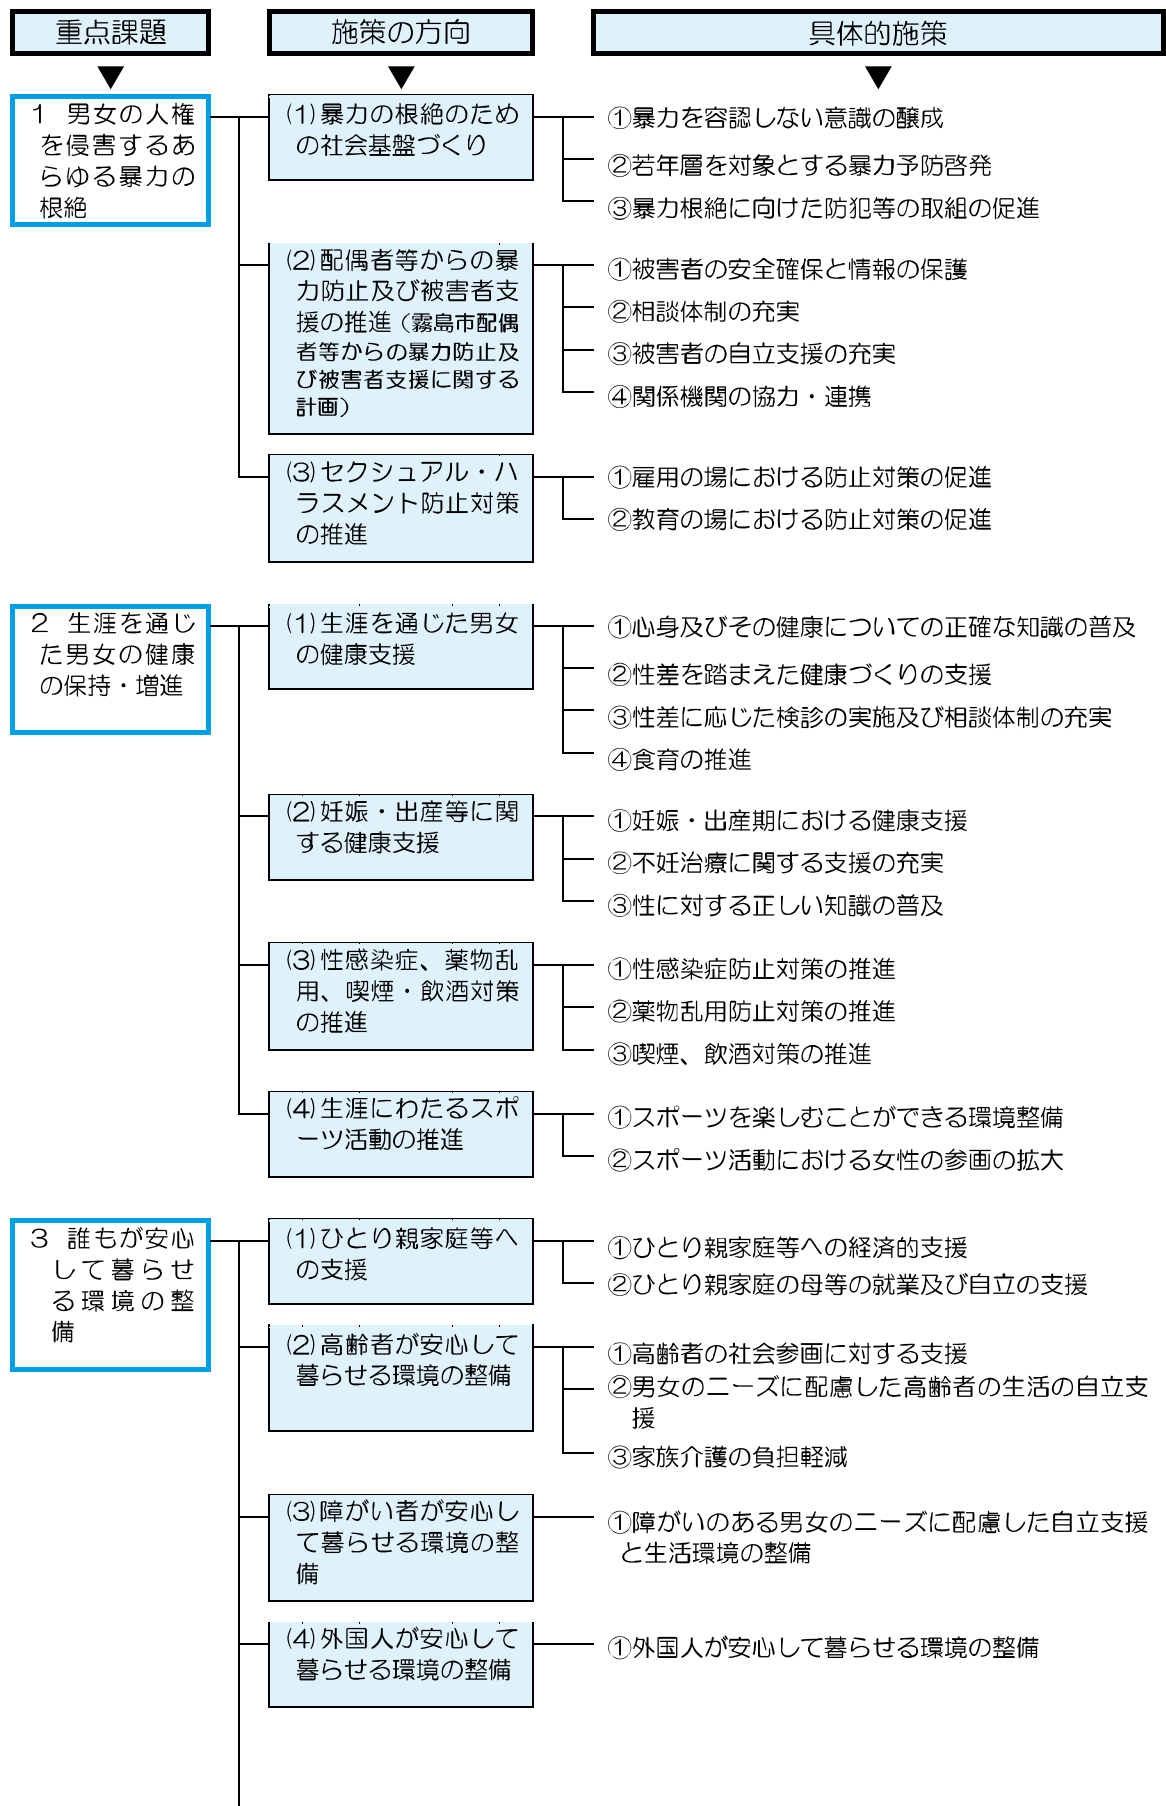 重点課題
施策の方向
具体的施策
▼
▼
▼
1 男女の人権
を侵害するあ
らゆる暴力の
根絶
(1)暴力の根絶のため
の社会基盤づくり
①暴力を容認しない意識の醸成
②若年層を対象とする暴力予防啓発
③暴力根絶に向けた防犯等の取組の促進
(2)配偶者等からの暴
力防止及び被害者支
援の推進（霧島市配偶
者等からの暴力防止及
び被害者支援に関する
計画）
①被害者の安全確保と情報の保護
②相談体制の充実
③被害者の自立支援の充実
④関係機関の協力・連携
(3)セクシュアル・ハ
ラスメント防止対策
の推進
①雇用の場における防止対策の促進
②教育の場における防止対策の促進
2 生涯を通じ
た男女の健康
の保持・増進
(1)生涯を通じた男女
の健康支援
①心身及びその健康についての正確な知識の普及
②性差を踏まえた健康づくりの支援
③性差に応じた検診の実施及び相談体制の充実
④食育の推進
(2)妊娠・出産等に関
する健康支援
①妊娠・出産期における健康支援
②不妊治療に関する支援の充実
③性に対する正しい知識の普及
(3)性感染症、薬物乱
用、喫煙・飲酒対策
の推進
①性感染症防止対策の推進
②薬物乱用防止対策の推進
③喫煙、飲酒対策の推進
(4)生涯にわたるスポ
ーツ活動の推進
①スポーツを楽しむことができる環境整備
②スポーツ活動における女性の参画の拡大
3 誰もが安心
して暮らせ
る環境の整
備
(1)ひとり親家庭等へ
の支援
①ひとり親家庭等への経済的支援
②ひとり親家庭の母等の就業及び自立の支援
(2)高齢者が安心して
暮らせる環境の整備
①高齢者の社会参画に対する支援
②男女のニーズに配慮した高齢者の生活の自立支
援
③家族介護の負担軽減
(3)障がい者が安心し
て暮らせる環境の整
備
①障がいのある男女のニーズに配慮した自立支援
と生活環境の整備
(4)外国人が安心して
暮らせる環境の整備
①外国人が安心して暮らせる環境の整備